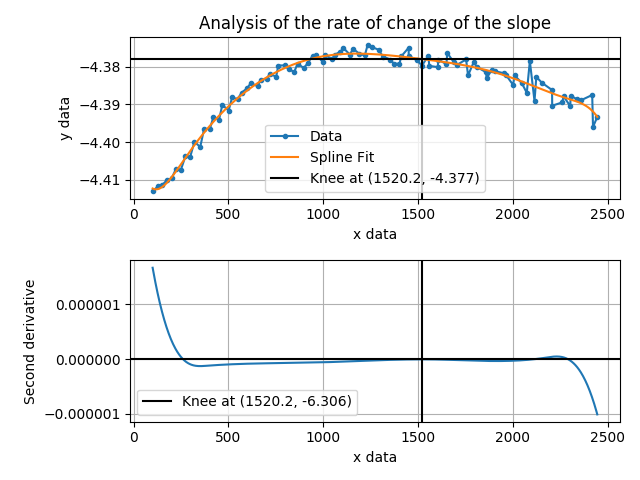 Analysis of the rate of change of the slope
−4.38
−4.39
−4.40
−4.41
y data
Data
Spline Fit
Knee at (1520.2, -4.377)
0 500 1000 1500 2000 2500
x data
0.000001
0.000000
−0.000001
Second derivative
Knee at (1520.2, -6.306)
0 500 1000 1500 2000 2500
x data